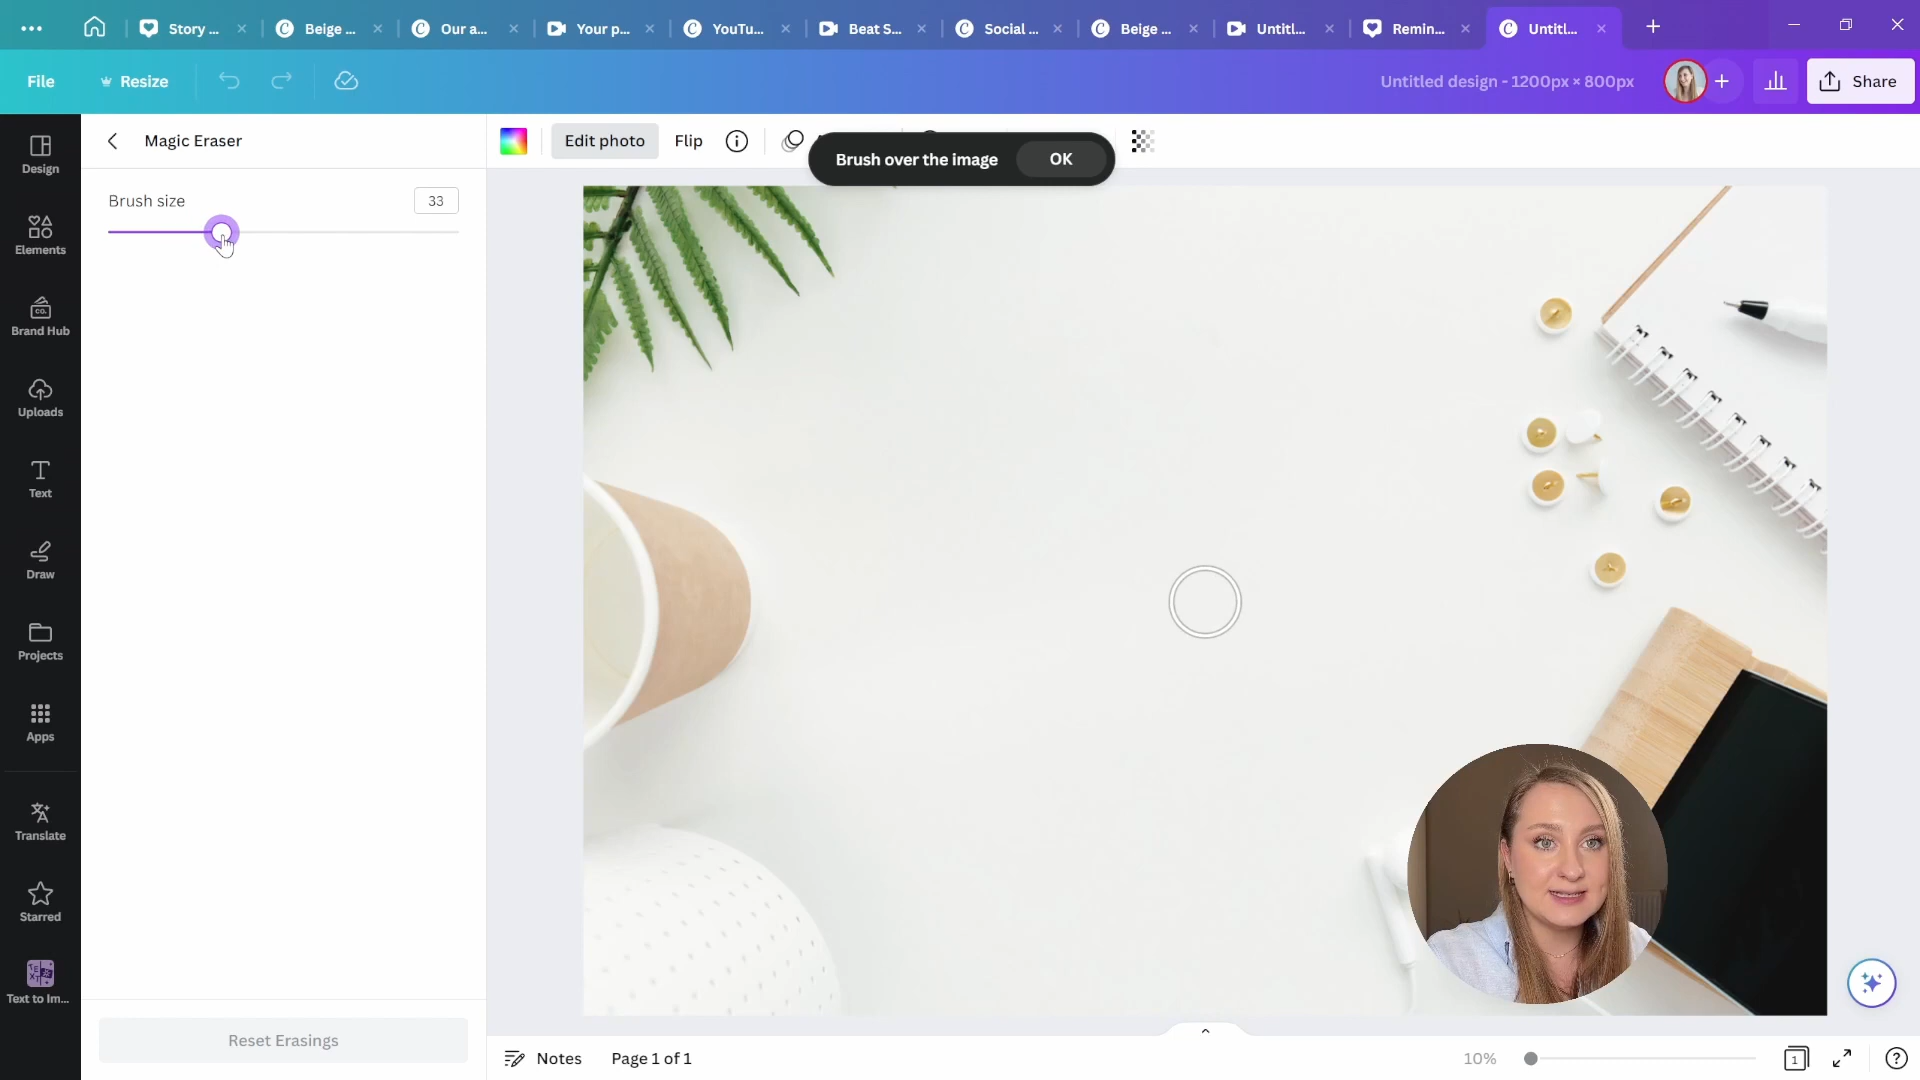 Story ...
Beige ...
Our a...
Your p...
YouTu...
Beat S...
Social ...
Beige ...
Untitl...
Remin...
Untitl...
File
Resize
Untitled design - 1200px × 800px
Share
Magic Eraser
Edit photo
Flip
Brush over the image
OK
Brush size
33
Design
Elements
CO.
Brand Hub
Uploads
Text
Draw
Projects
Apps
Translate
Starred
Text to Im...
Reset Erasings
Notes
Page 1 of 1
10%
1